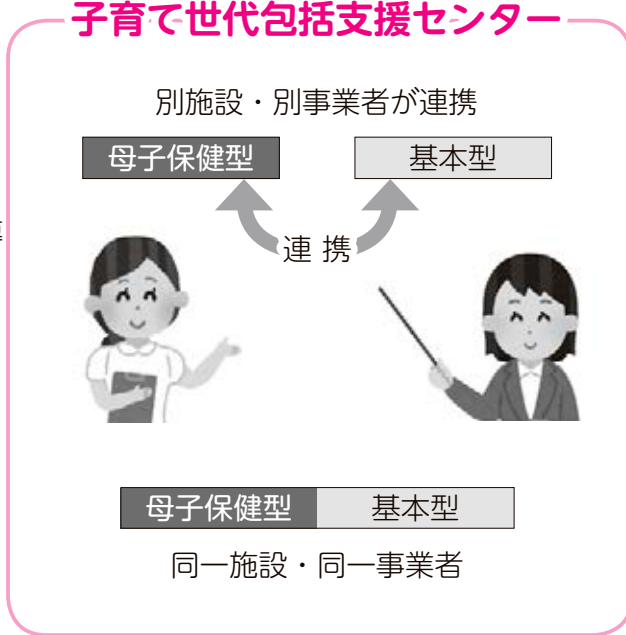 子育て世代包括支援センター
別施設・別事業者が連携
母子保健型 基本型
連携
母子保健型 基本型
同一施設・同一事業者